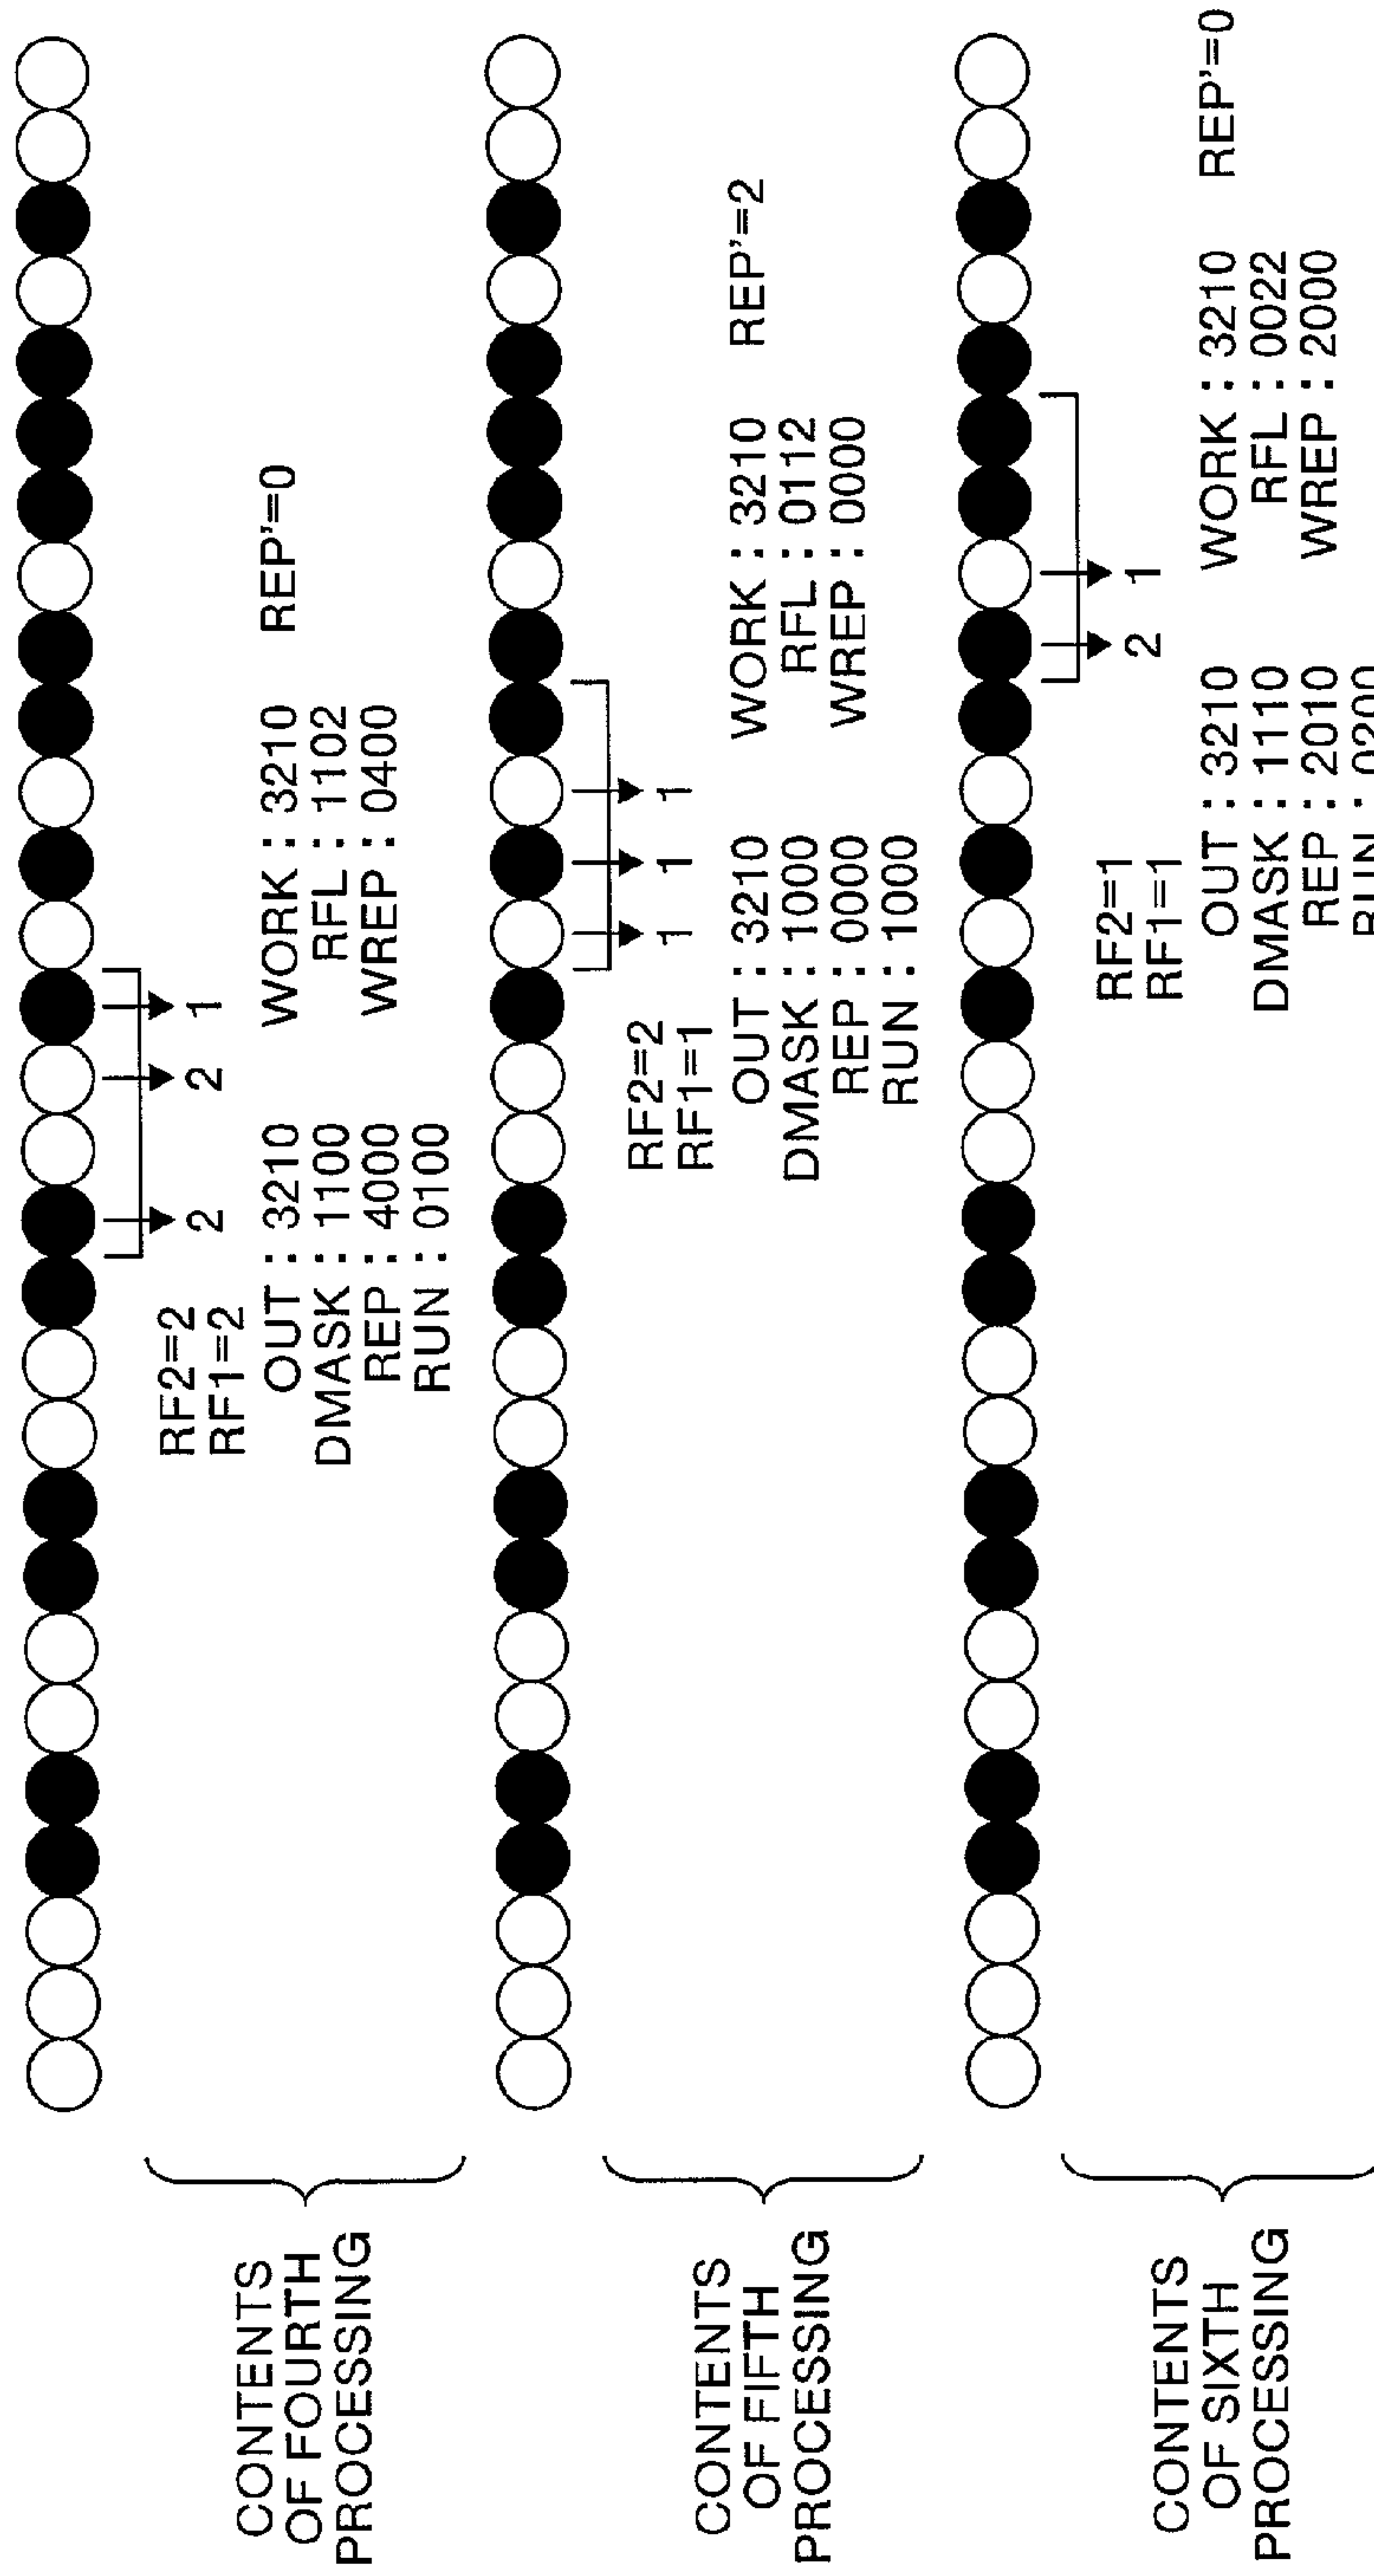 CONTENTS
OF FOURTH
PROCESSING
2 2 1
RF2=2
RF1=2
OUT : 3210 WORK : 3210 REP'=0
DMASK : 1100 RFL : 1102
REP : 4000 WREP : 0400
RUN : 0100
CONTENTS
OF FIFTH
PROCESSING
1 1 1
RF2=2
RF1=1
OUT : 3210 WORK : 3210 REP'=2
DMASK : 1000 RFL : 0112
REP : 0000 WREP : 0000
RUN : 1000
CONTENTS
OF SIXTH
PROCESSING
2 1
RF2=1
RF1=1
OUT : 3210 WORK : 3210 REP'=0
DMASK : 1110 RFL : 0022
REP : 2010 WREP : 2000
RUN : 0200